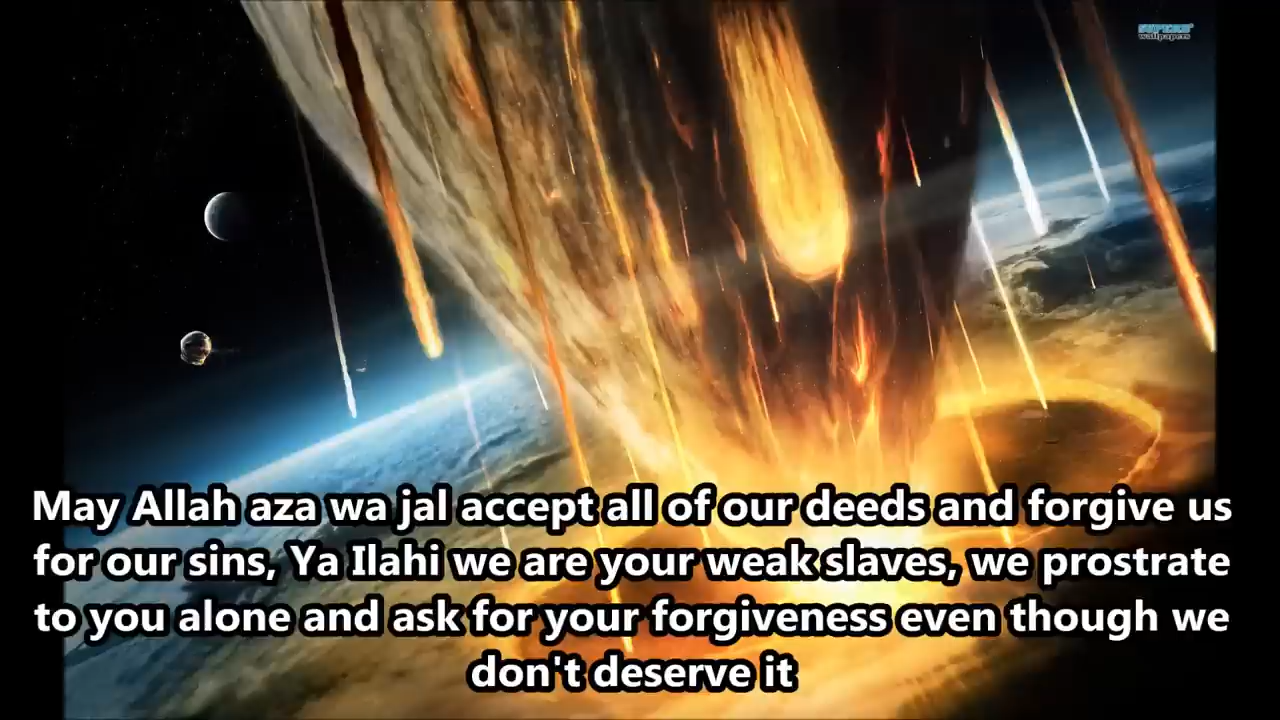 SUPERB
wallpapers
May Allah aza wa jal accept all of our deeds and forgive us
for our sins, Ya Ilahi we are your weak slaves, we prostrate
to you alone and ask for your forgiveness even though we
don't deserve it